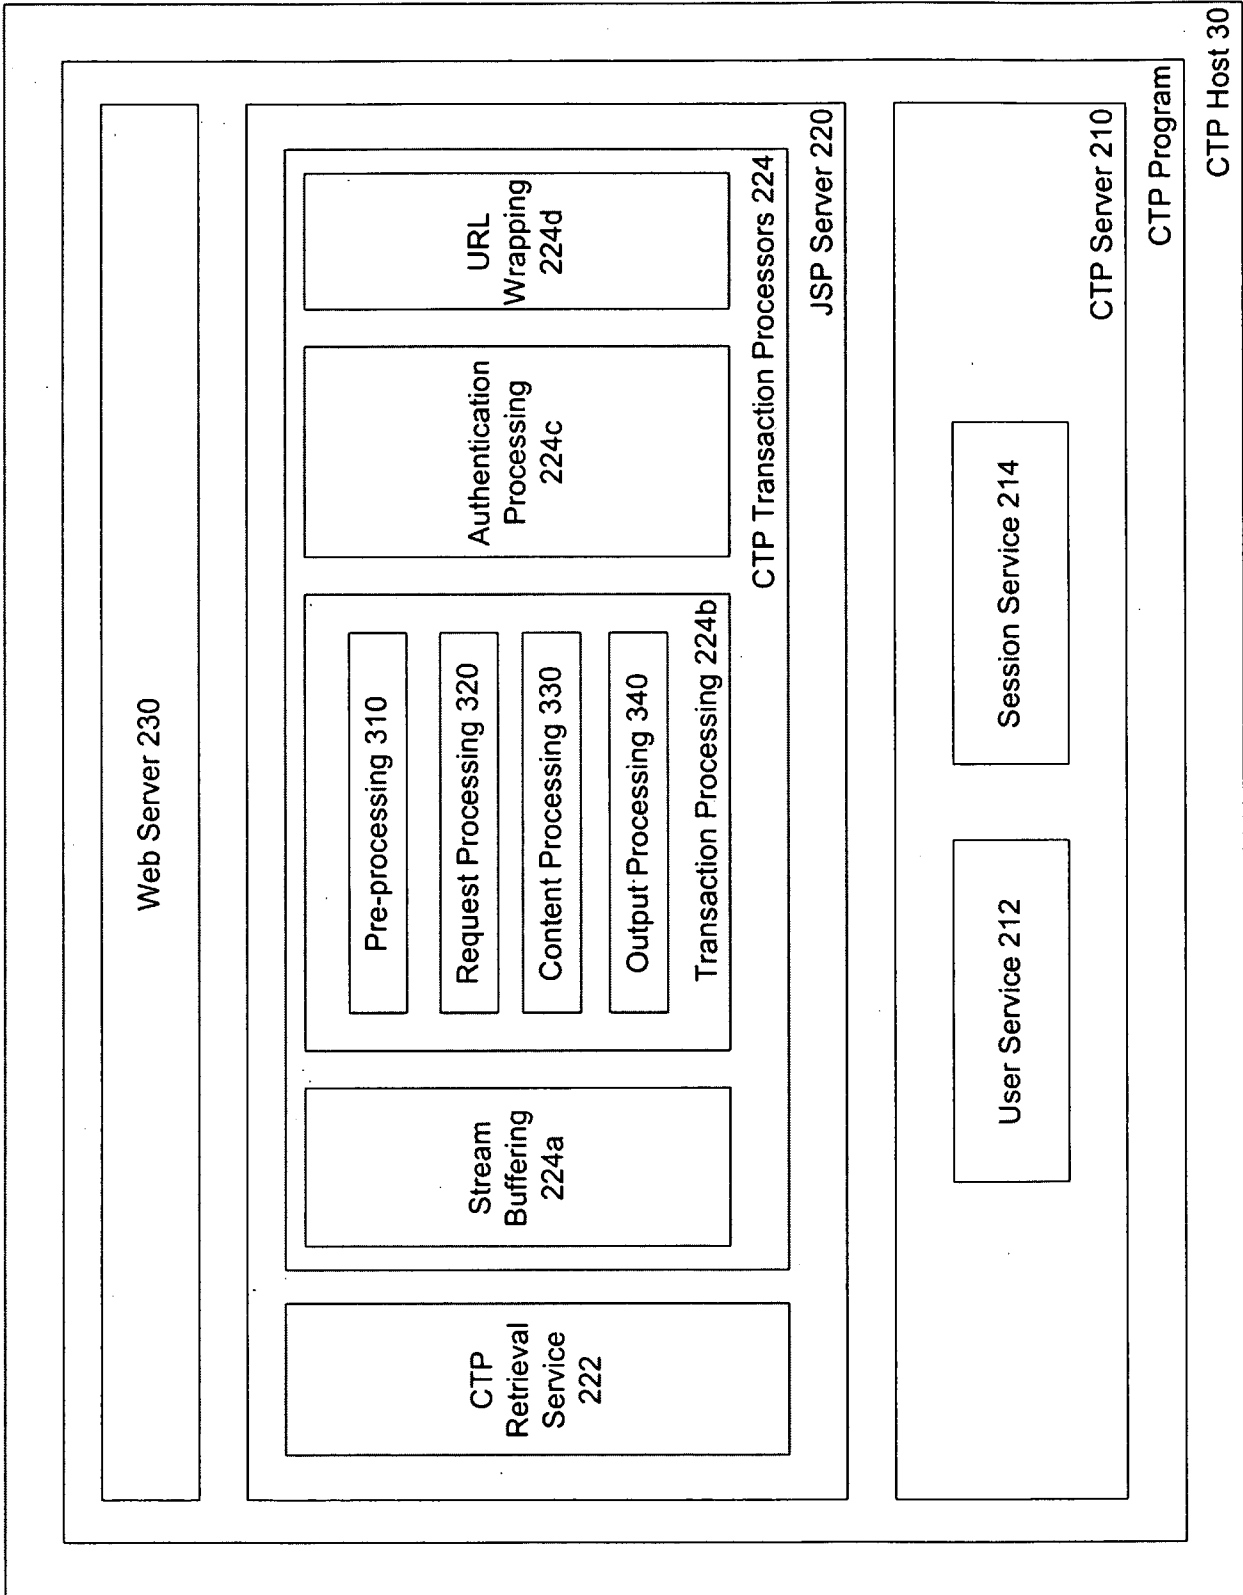 Web Server 230
CTP
Retrieval
Service
222
Stream
Buffering
224a
Pre-processing 310
Request Processing 320
Content Processing 330
Output Processing 340
Transaction Processing 224b
Authentication
Processing
224c
URL
Wrapping
224d
CTP Transaction Processors 224
JSP Server 220
User Service 212
Session Service 214
CTP Server 210
CTP Program
CTP Host 30